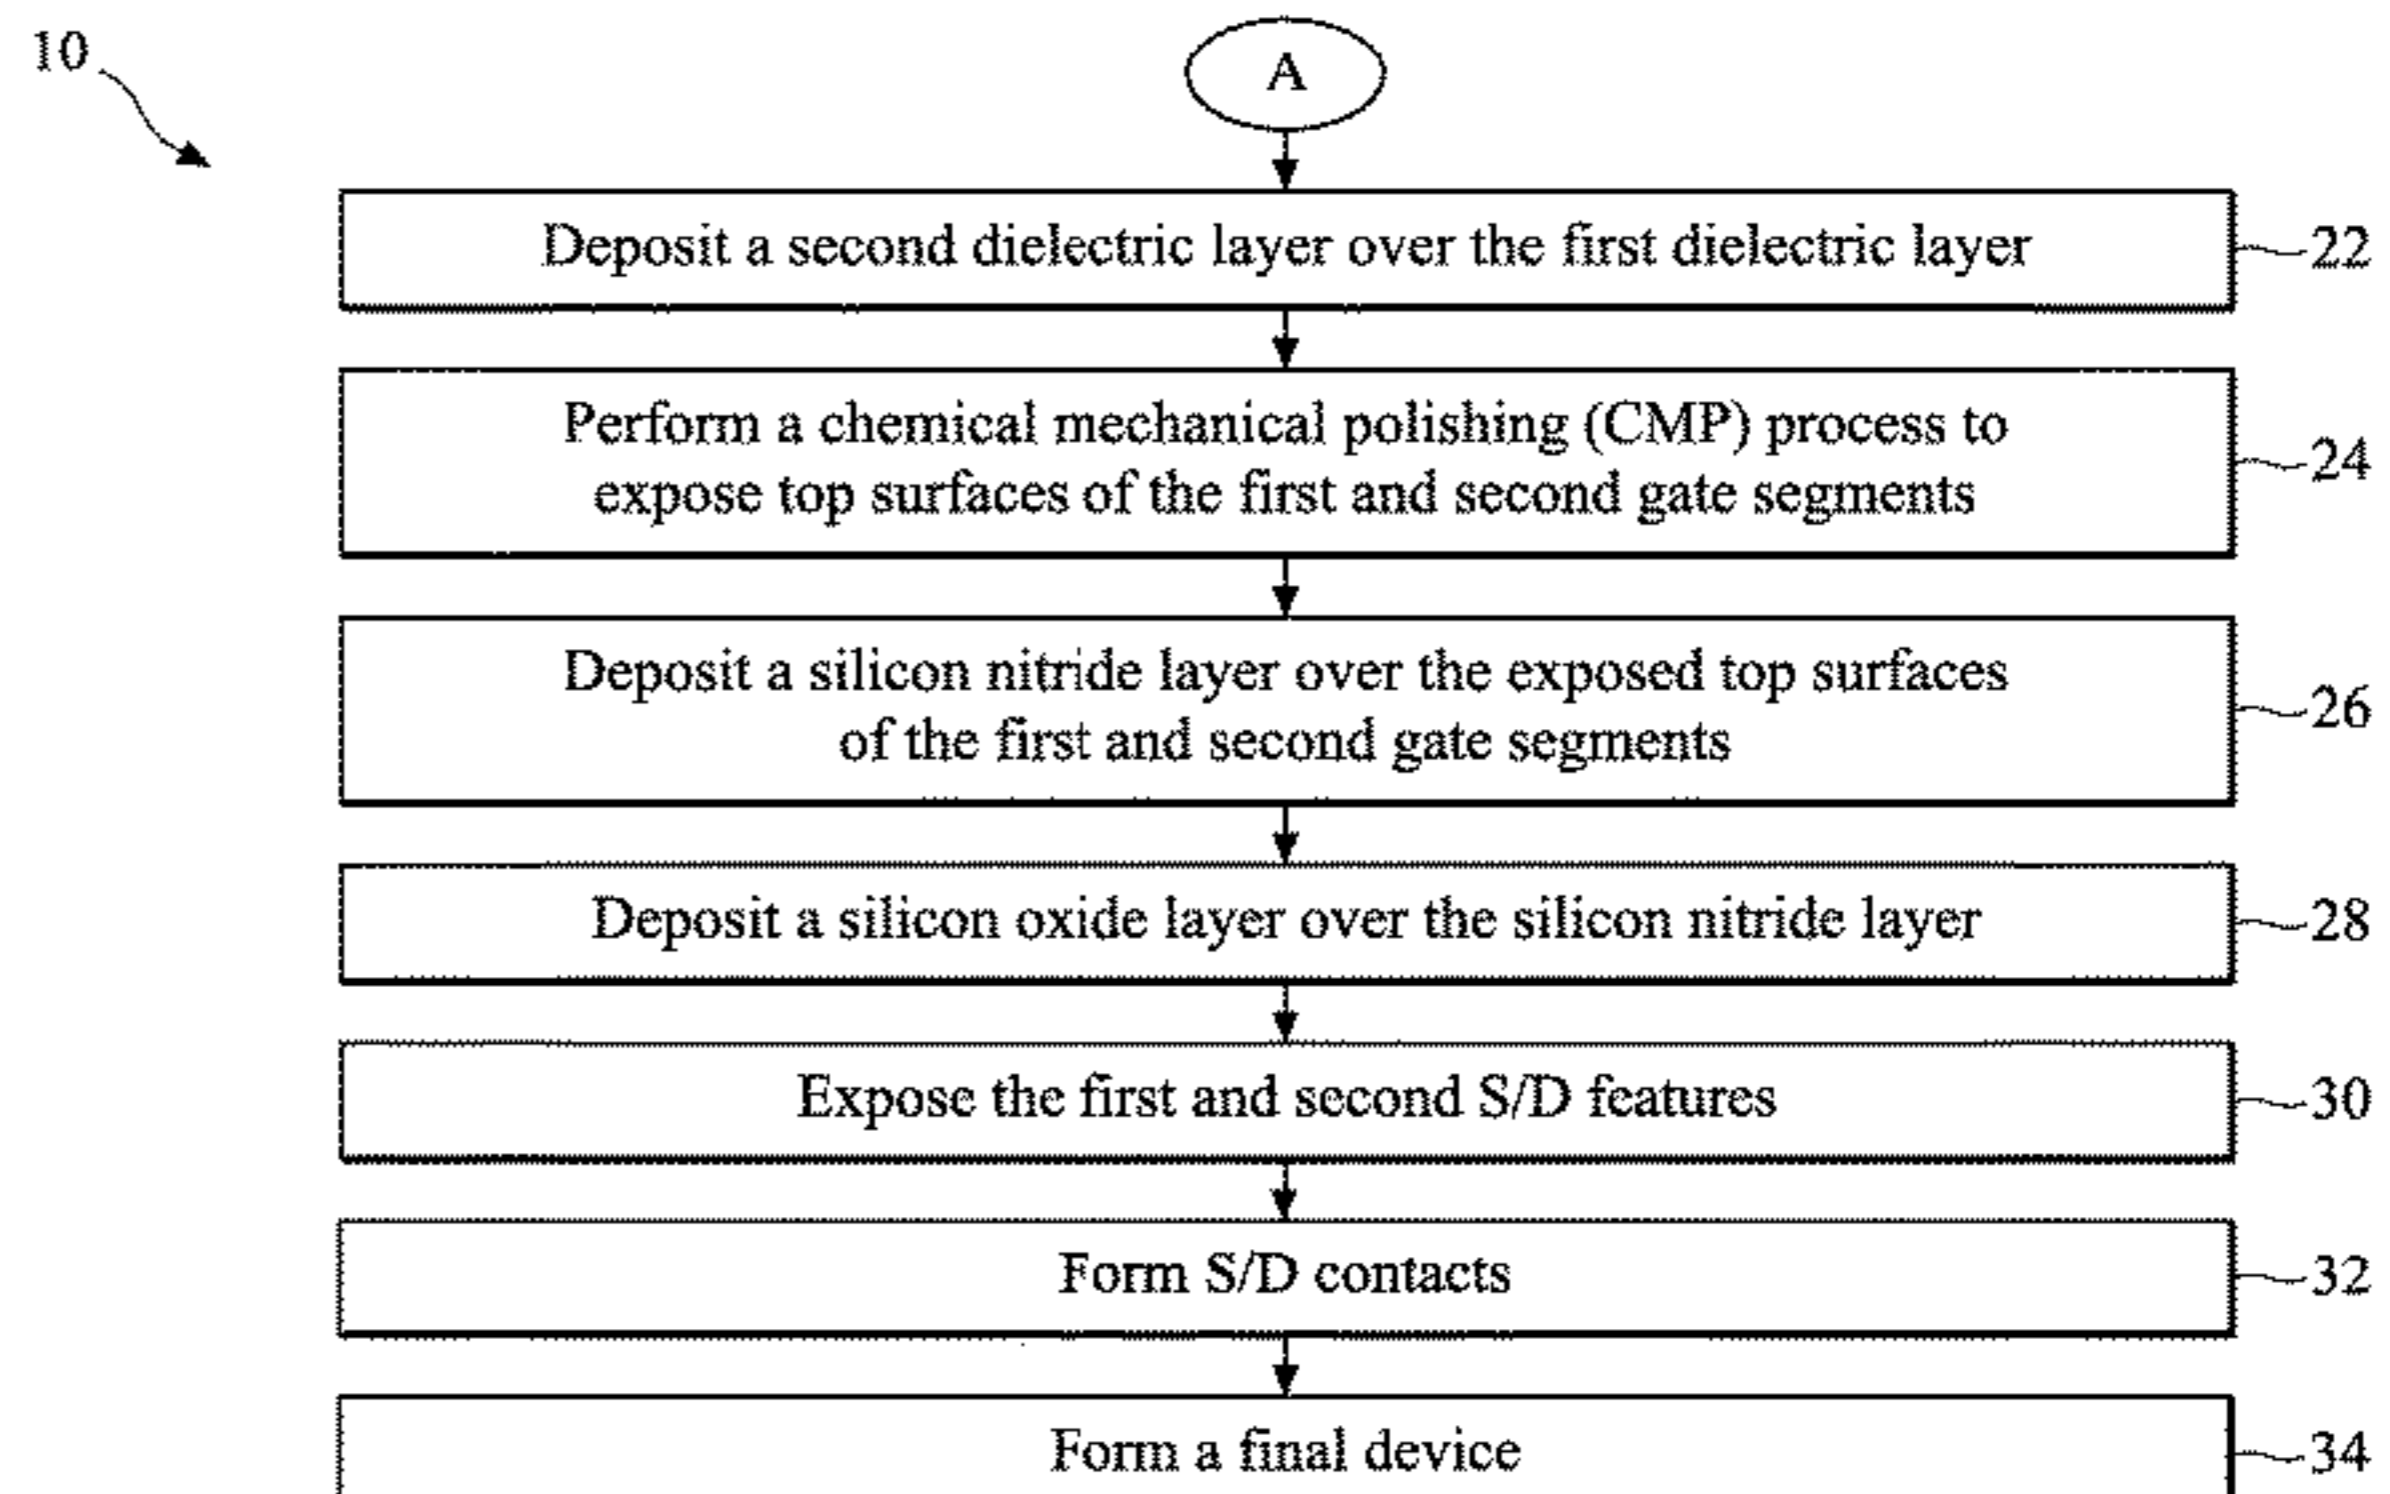 10
A
Deposit a second dielectric layer over the first dielectric layer
22
Perform a chemical mechanical polishing (CMP) process to
expose top surfaces of the first and second gate segments
24
Deposit a silicon nitride layer over the exposed top surfaces
of the first and second gate segments
26
Deposit a silicon oxide layer over the silicon nitride layer
28
Expose the first and second S/D features
30
Form S/D contacts
32
Form a final device
34